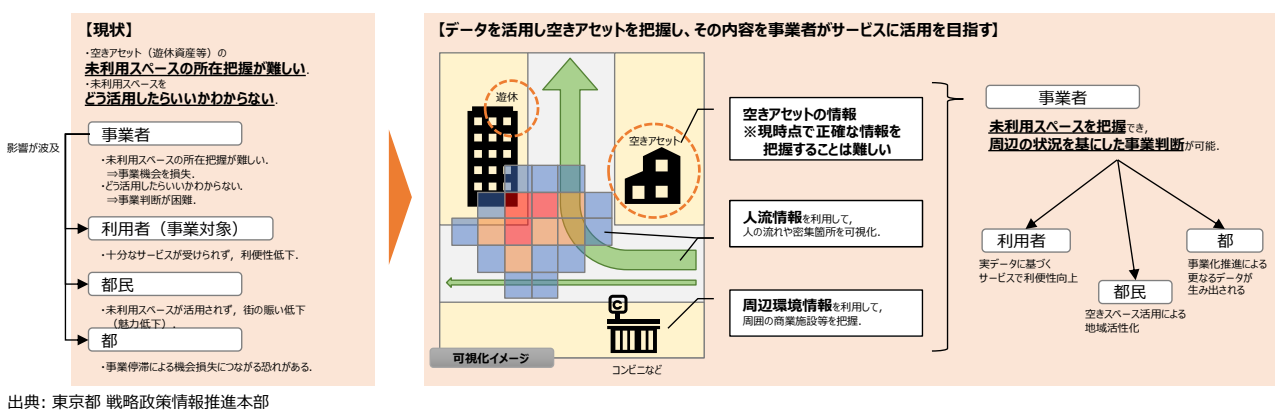 【現状】
・空きアセット（遊休資産等）の
未利用スペースの所在把握が難しい.
・未利用スペースを
どう活用したらいいかわからない.
影響が波及
事業者
・未利用スペースの所在把握が難しい.
⇒事業機会を損失.
・どう活用したらいいかわからない.
⇒事業判断が困難.
利用者（事業対象）
・十分なサービスが受けられず，利便性低下.
都民
・未利用スペースが活用されず，街の賑い低下
（魅力低下）.
都
・事業停滞による機会損失につながる恐れがある.
【データを活用し空きアセットを把握し、その内容を事業者がサービスに活用を目指す】
遊休
空きアセット
C
コンビニなど
可視化イメージ
空きアセットの情報
※現時点で正確な情報を
把握することは難しい
人流情報を利用して，
人の流れや密集箇所を可視化.
周辺環境情報を利用して，
周囲の商業施設等を把握.
事業者
未利用スペースを把握でき，
周辺の状況を基にした事業判断が可能.
利用者
実データに基づく
サービスで利便性向上
都民
空きスペース活用による
地域活性化
都
事業化推進による
更なるデータが
生み出される
出典: 東京都 戦略政策情報推進本部